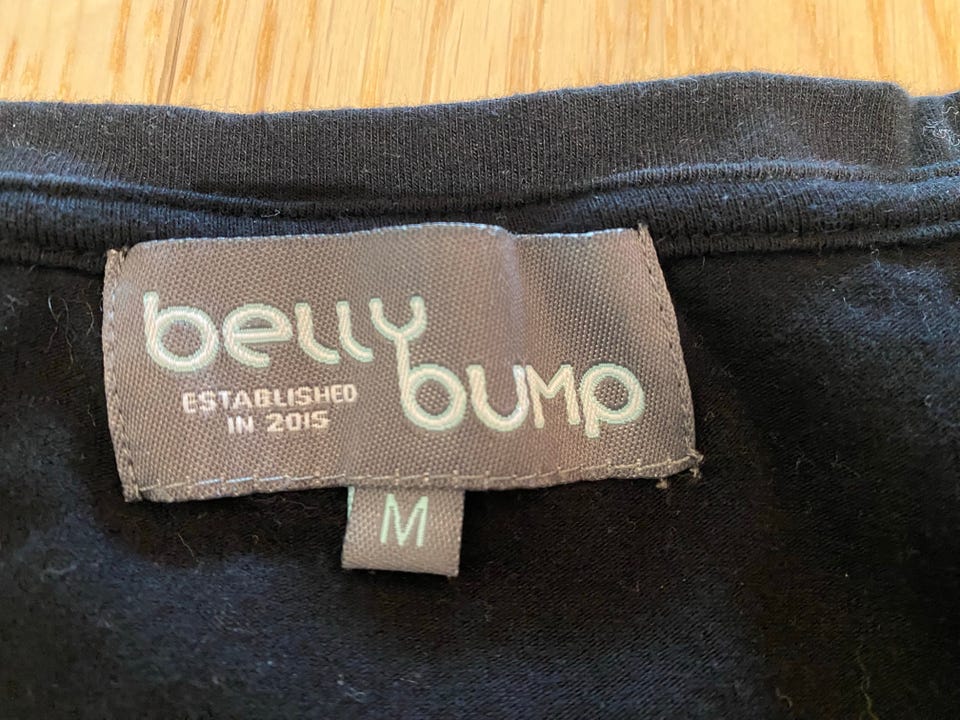 belly
bump
ESTABLISHED
IN 2015
M